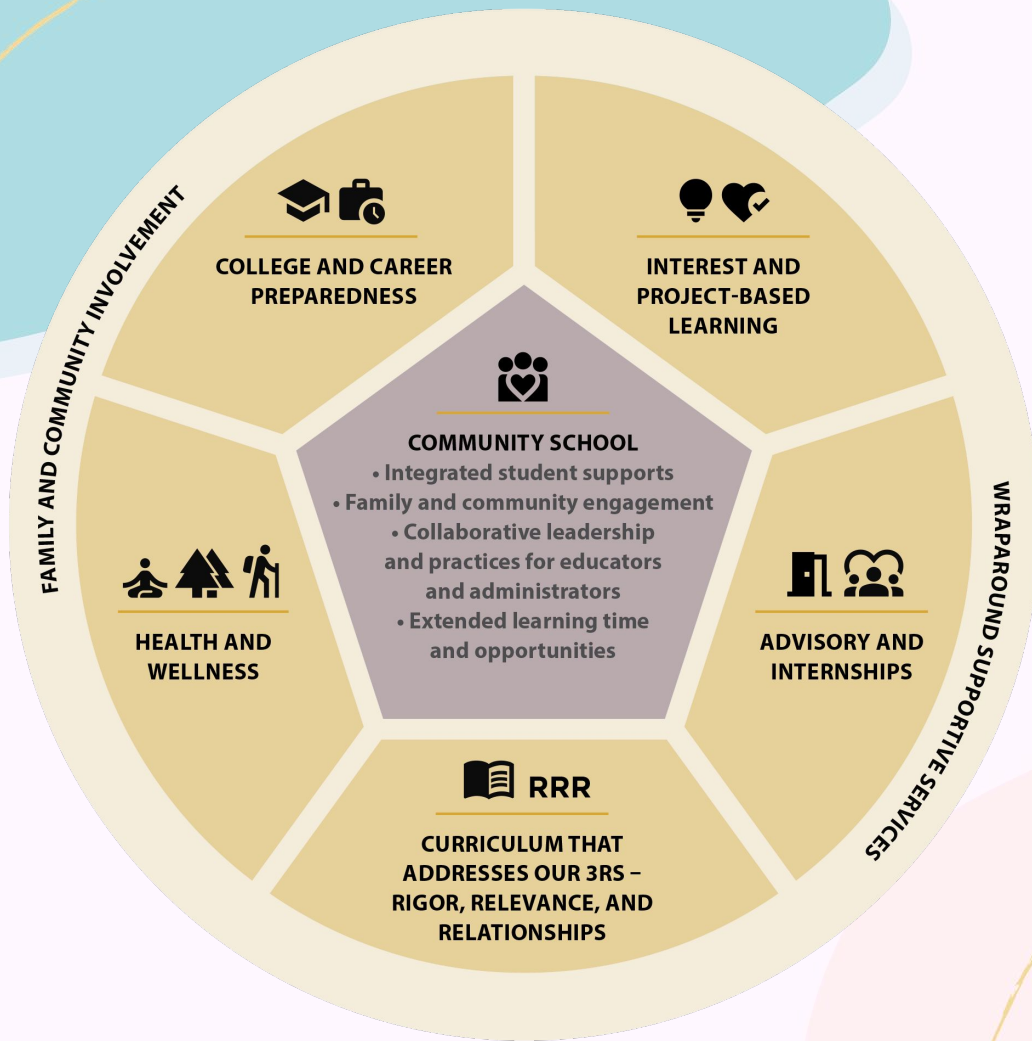 FAMILY AND COMMUNITY INVOLVEMENT
COLLEGE AND CAREER
PREPAREDNESS
INTEREST AND
PROJECT-BASED
LEARNING
COMMUNITY SCHOOL
• Integrated student supports
• Family and community engagement
• Collaborative leadership
and practices for educators
and administrators
• Extended learning time
and opportunities
HEALTH AND
WELLNESS
ADVISORY AND
INTERNSHIPS
WRAPAROUND SUPPORTIVE SERVICES
RRR
CURRICULUM THAT
ADDRESSES OUR 3RS –
RIGOR, RELEVANCE, AND
RELATIONSHIPS